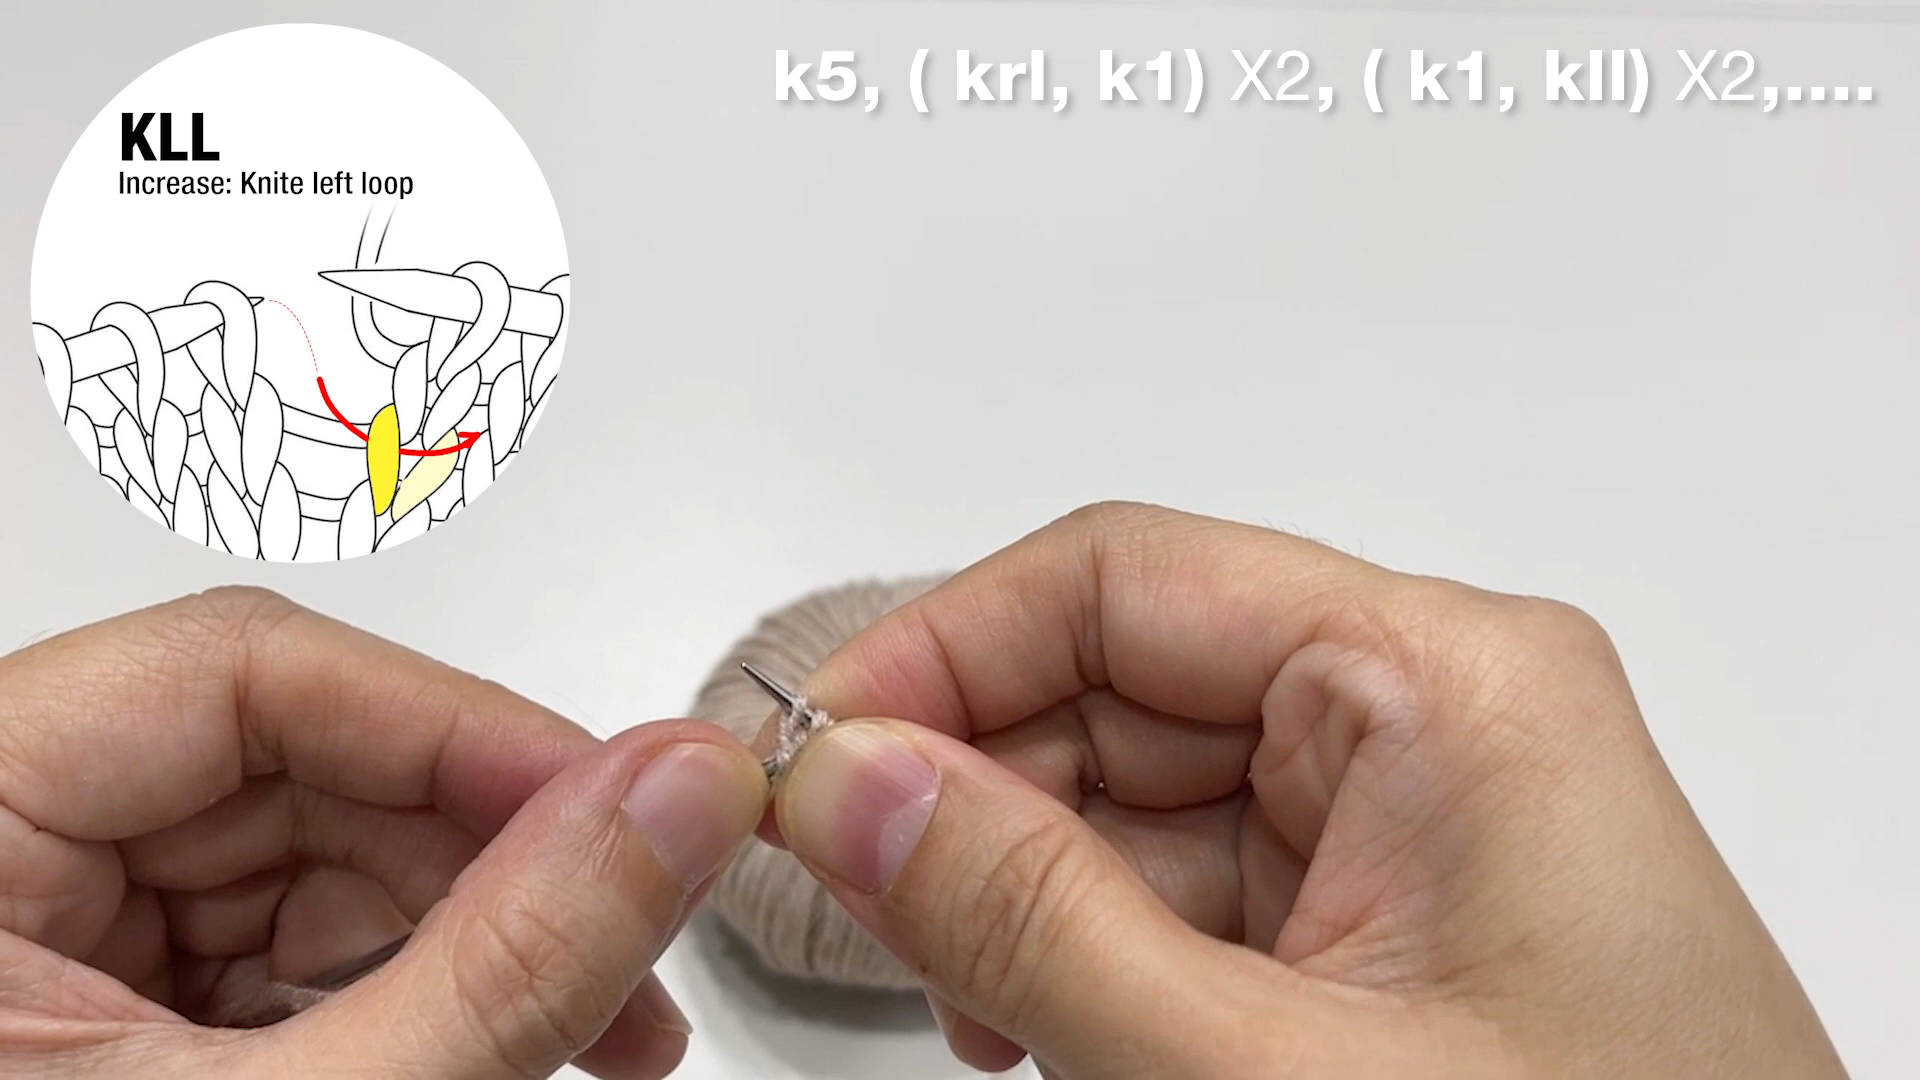 KLL
Increase: Knite left loop
k5, ( krl, k1) X2, ( k1, kll) X2,....